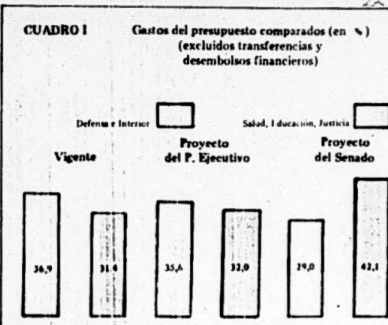 CUADRO I
Gastos del presupuesto comparados (en %)
(excluidos transferencias y
desembolsos financieros)
Defensa e Interior
Salud, Educación, Justicia
Vigente
Proyecto
del P. Ejecutivo
Proyecto
del Senado
36,9
31,4
35,6
32,0
29,0
42,1